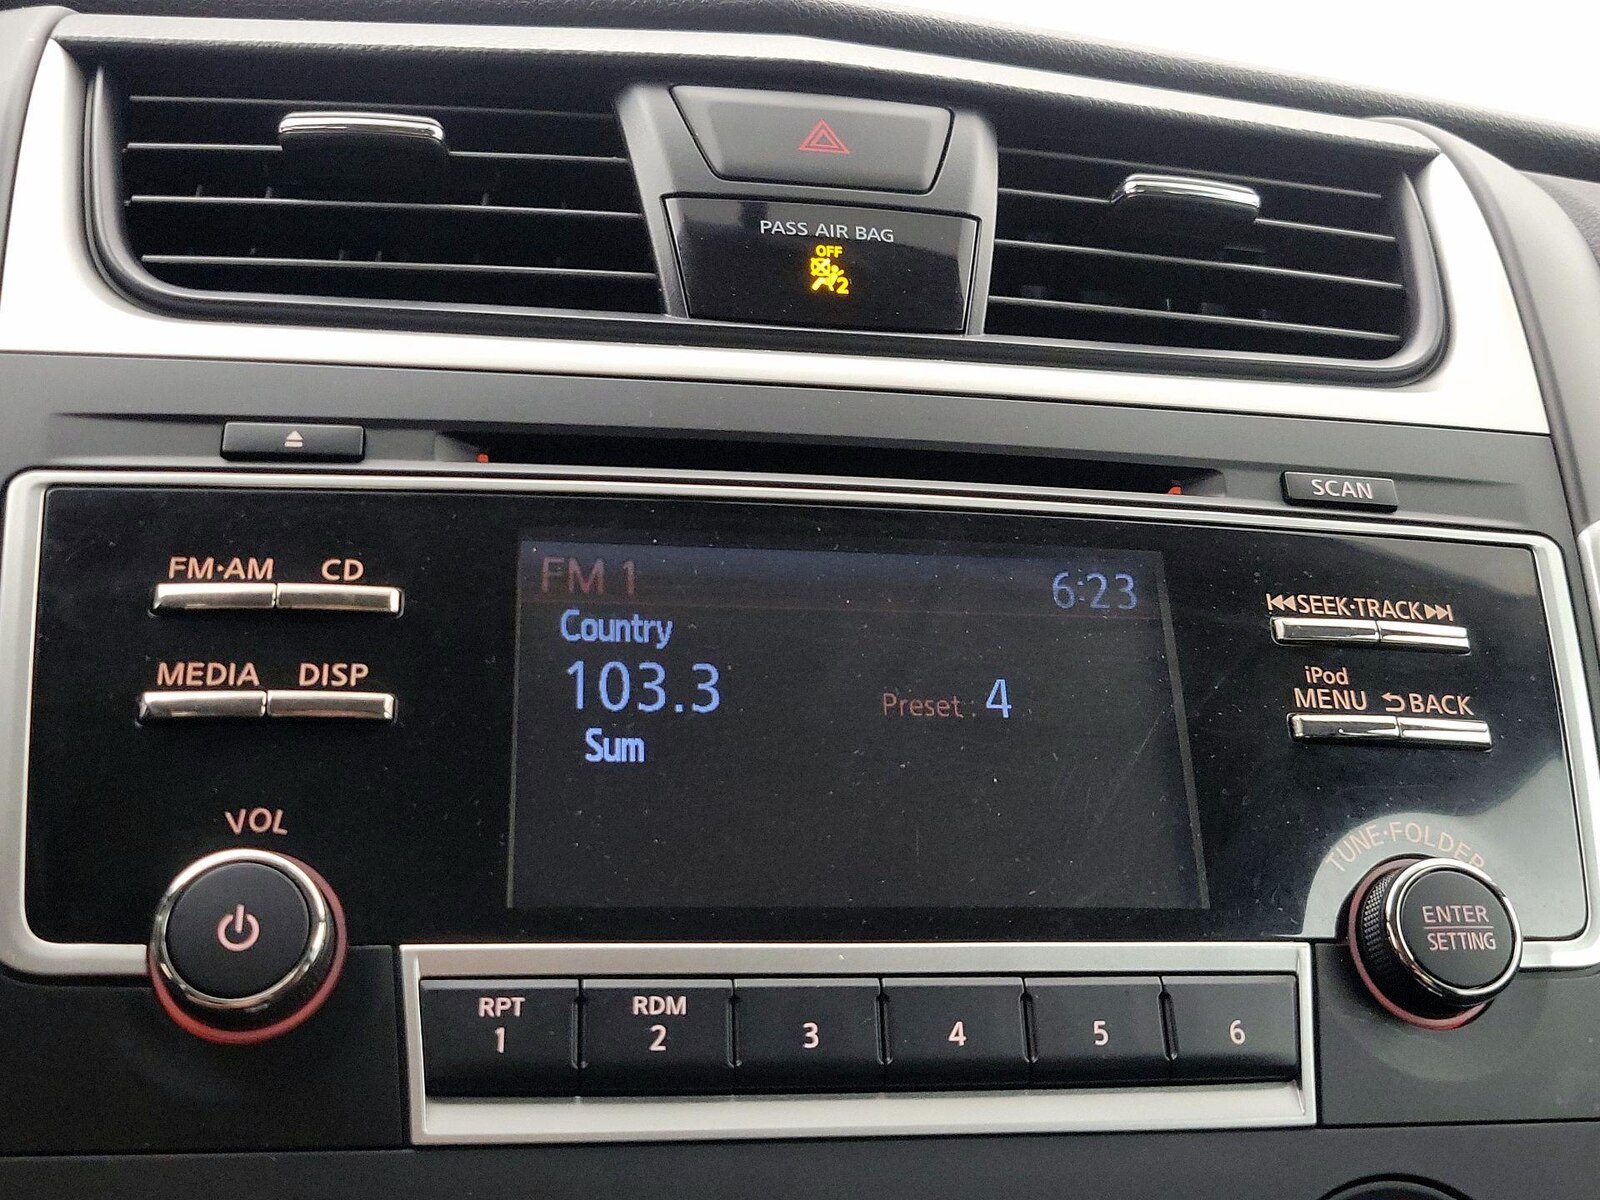 PASS AIR BAG
OFF
2
SCAN
FM·AM CD
MEDIA DISP
FM 1 6:23
Country
103.3
Preset: 4
Sum
SEEK·TRACK
iPod
MENU BACK
VOL
TUNE·FOLDER
ENTER
SETTING
RPT
1
RDM
2
3
4
5
6